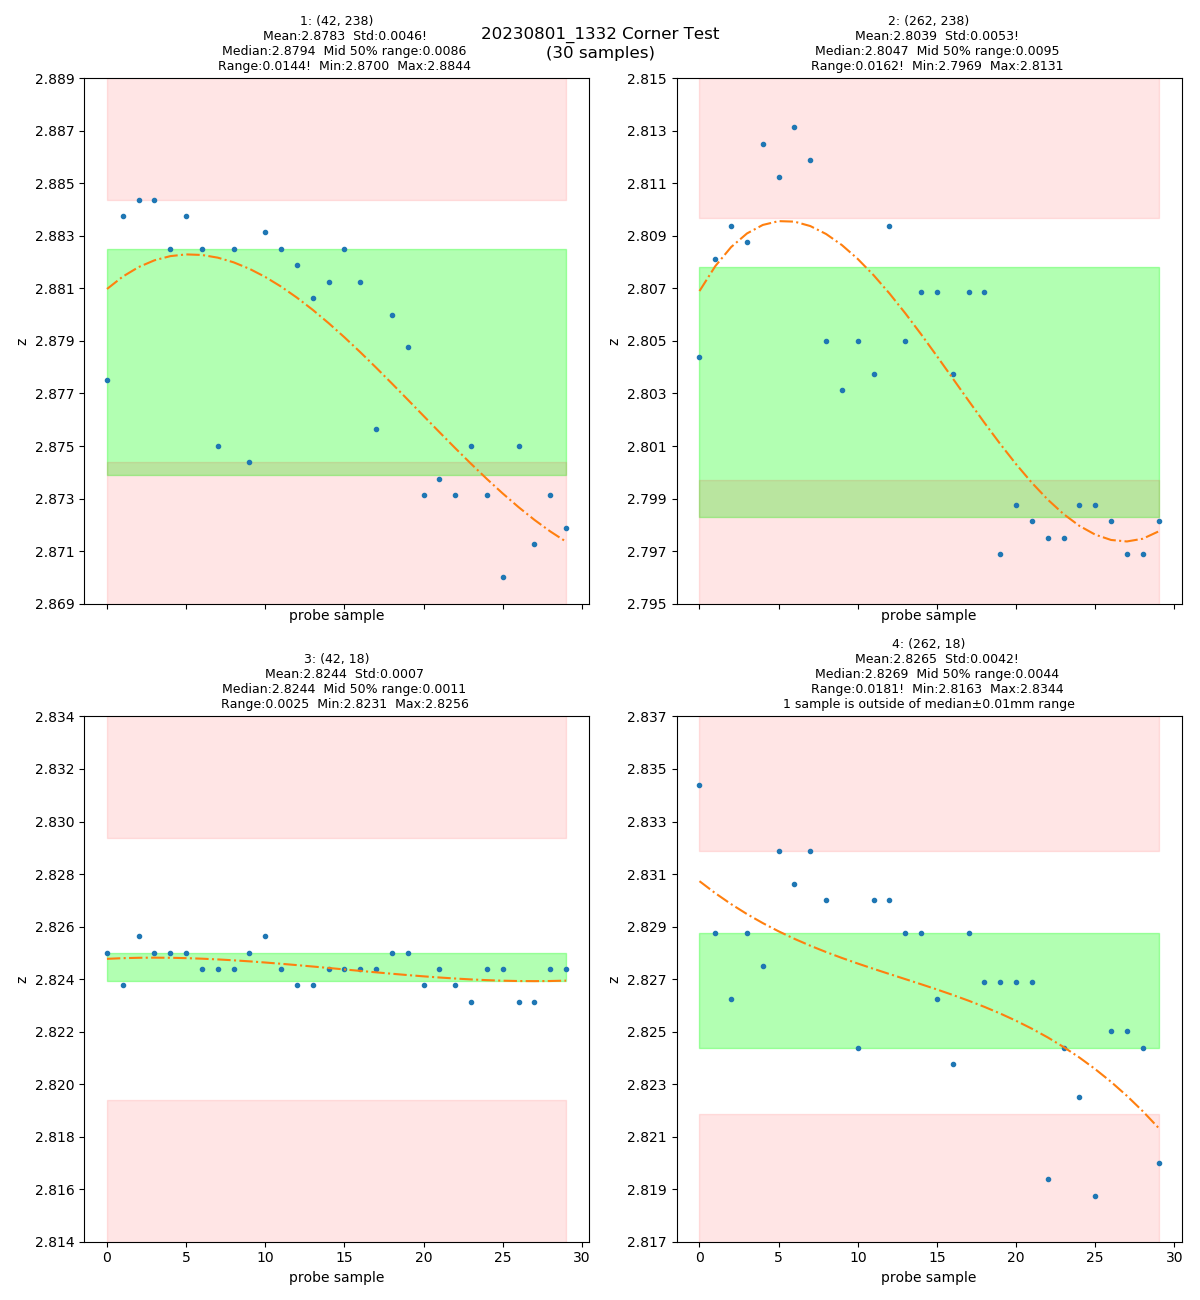 20230801_1332 Corner Test
(30 samples)
1: (42, 238)
Mean:2.8783 Std:0.0046!
Median:2.8794 Mid 50% range:0.0086
Range:0.0144! Min:2.8700 Max:2.8844
2.889
2.887
2.885
2.883
2.881
2.879
2.877
2.875
2.873
2.871
2.869
z
probe sample
2: (262, 238)
Mean:2.8039 Std:0.0053!
Median:2.8047 Mid 50% range:0.0095
Range:0.0162! Min:2.7969 Max:2.8131
2.815
2.813
2.811
2.809
2.807
2.805
2.803
2.801
2.799
2.797
2.795
z
probe sample
3: (42, 18)
Mean:2.8244 Std:0.0007
Median:2.8244 Mid 50% range:0.0011
Range:0.0025 Min:2.8231 Max:2.8256
2.834
2.832
2.830
2.828
2.826
2.824
2.822
2.820
2.818
2.816
2.814
z
0 5 10 15 20 25 30
probe sample
4: (262, 18)
Mean:2.8265 Std:0.0042!
Median:2.8269 Mid 50% range:0.0044
Range:0.0181! Min:2.8163 Max:2.8344
1 sample is outside of median±0.01mm range
2.837
2.835
2.833
2.831
2.829
2.827
2.825
2.823
2.821
2.819
2.817
z
0 5 10 15 20 25 30
probe sample